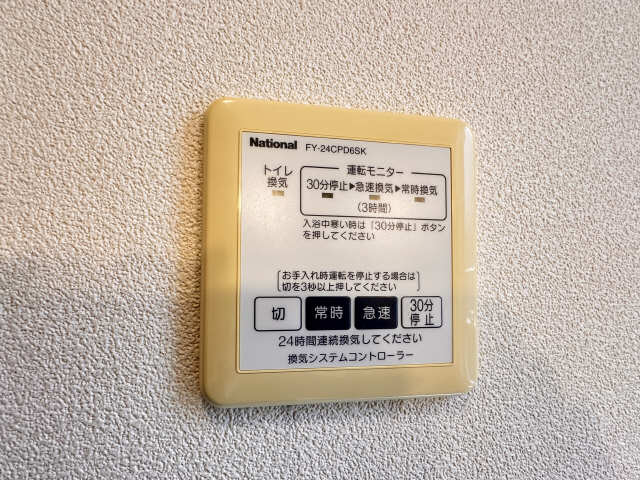 National FY-24CPD6SK
トイレ
換気
運転モニター
30分停止▶急速換気▶常時換気
(3時間)
入浴中寒い時は「30分停止」ボタン
を押してください
お手入れ時運転を停止する場合は
切を3秒以上押してください
切 常時 急速 30分
停止
24時間連続換気してください
換気システムコントローラー